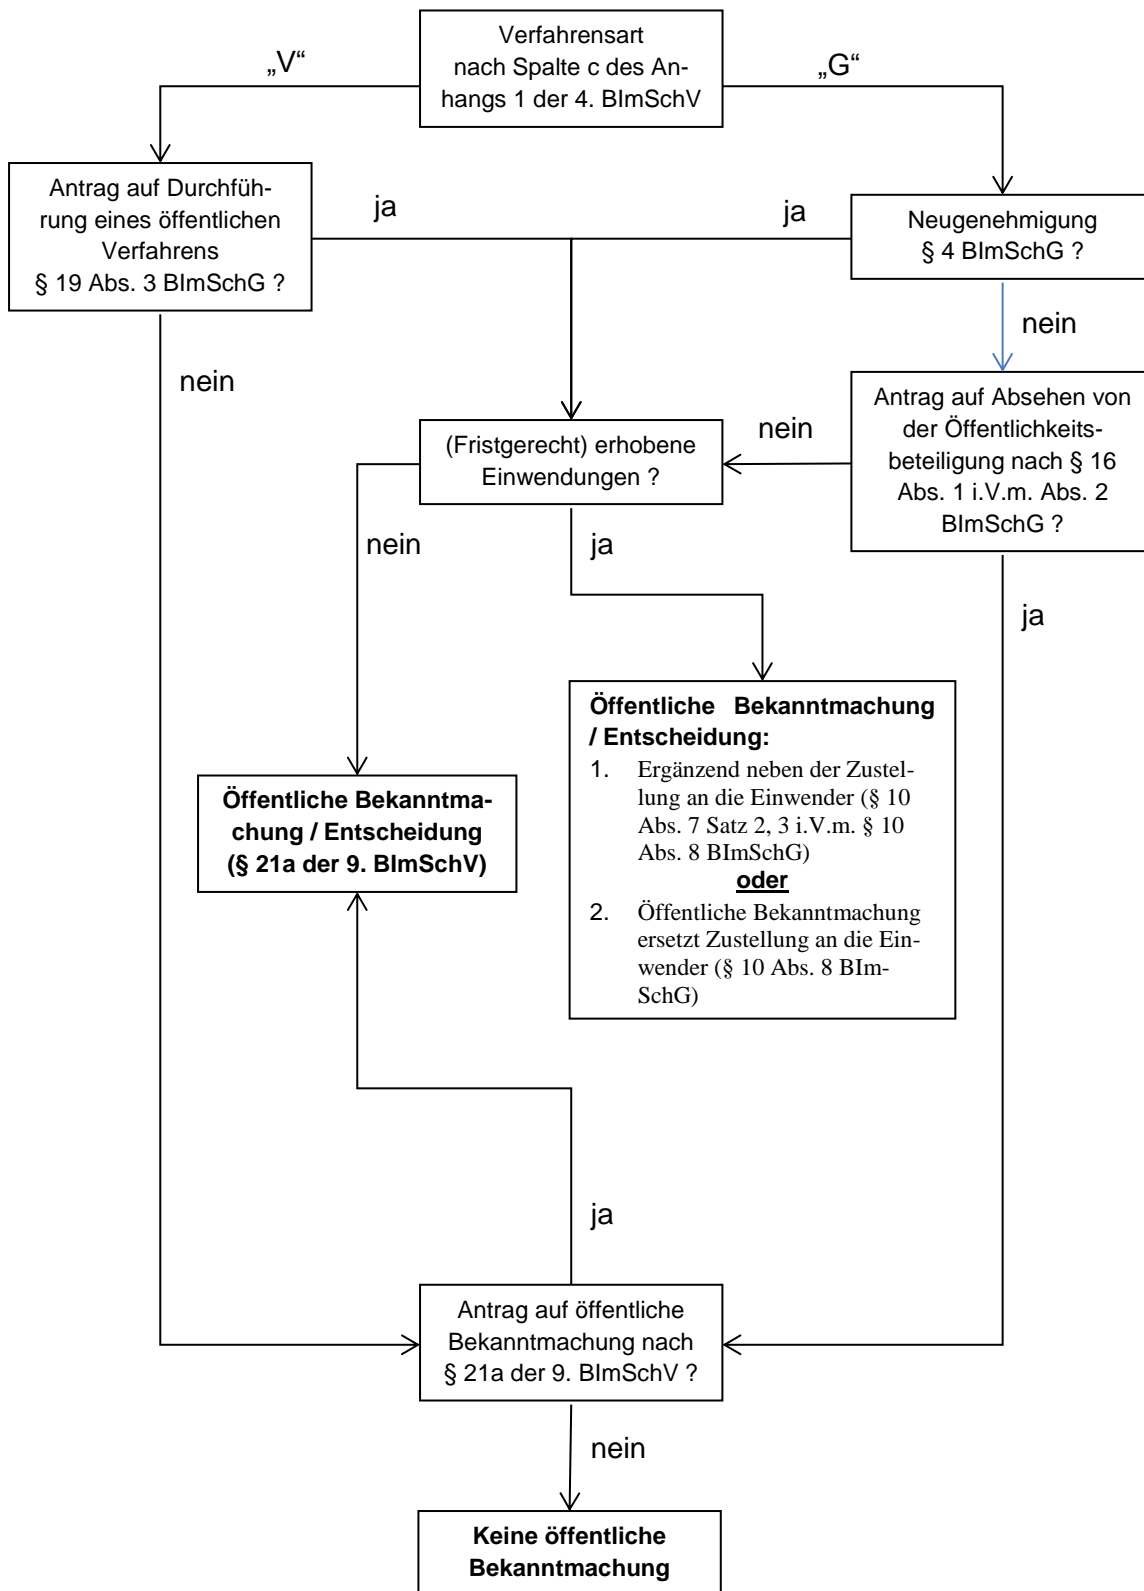 Verfahrensart
nach Spalte c des An-
hangs 1 der 4. BImSchV
„V“
„G“
Antrag auf Durchfüh-
rung eines öffentlichen
Verfahrens
§ 19 Abs. 3 BImSchG ?
ja
ja
Neugenehmigung
§ 4 BImSchG ?
nein
nein
Antrag auf Absehen von
der Öffentlichkeits-
beteiligung nach § 16
Abs. 1 i.V.m. Abs. 2
BImSchG ?
nein
(Fristgerecht) erhobene
Einwendungen ?
nein
ja
ja
Öffentliche Bekanntmachung
/ Entscheidung:
1. Ergänzend neben der Zustel-
lung an die Einwender (§ 10
Abs. 7 Satz 2, 3 i.V.m. § 10
Abs. 8 BImSchG)
oder
2. Öffentliche Bekanntmachung
ersetzt Zustellung an die Ein-
wender (§ 10 Abs. 8 BIm-
SchG)
Öffentliche Bekanntma-
chung / Entscheidung
(§ 21a der 9. BImSchV)
ja
Antrag auf öffentliche
Bekanntmachung nach
§ 21a der 9. BImSchV ?
nein
Keine öffentliche
Bekanntmachung